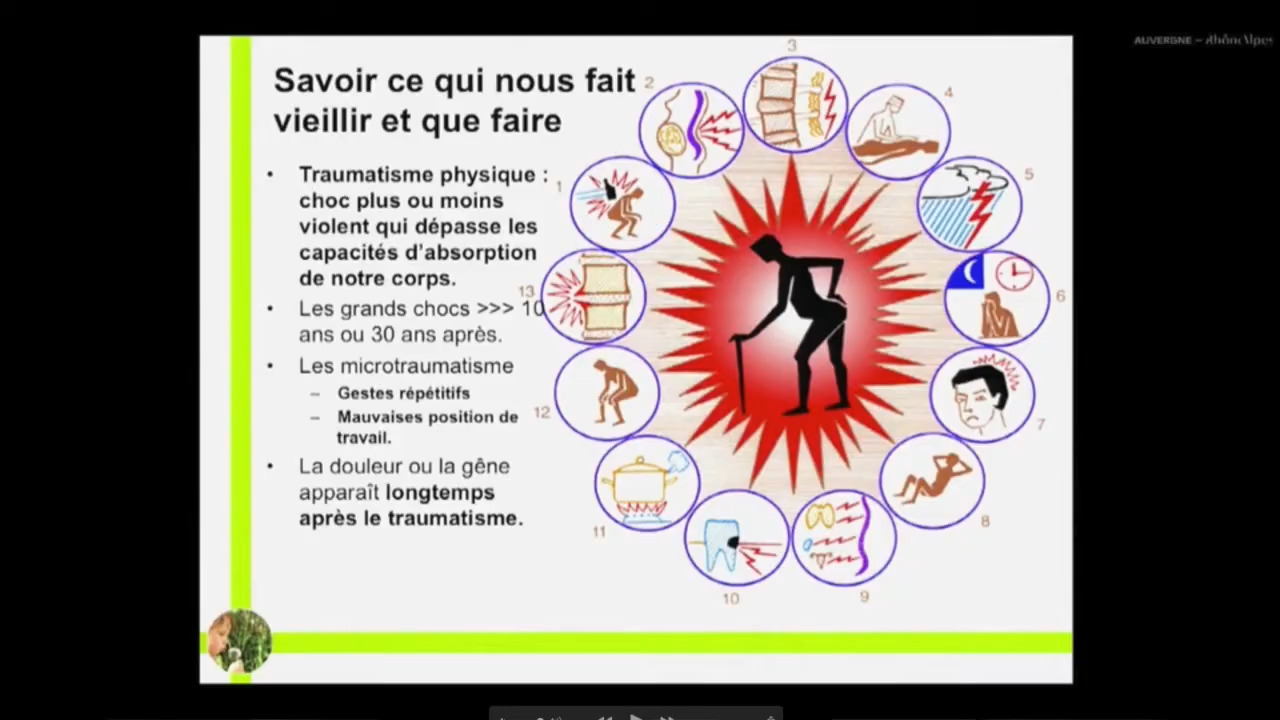 AUVERGNE – RhôneAlpes
Savoir ce qui nous fait
vieillir et que faire
• Traumatisme physique :
choc plus ou moins
violent qui dépasse les
capacités d’absorption
de notre corps.
• Les grands chocs >>> 10
ans ou 30 ans après.
• Les microtraumatisme
– Gestes répétitifs
– Mauvaises position de
travail.
• La douleur ou la gêne
apparaît longtemps
après le traumatisme.
1
2
3
4
5
6
7
8
9
10
11
12
13